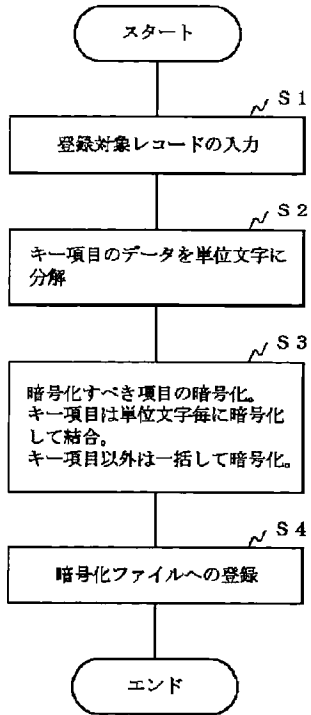 スタート
S1
登録対象レコードの入力
S2
キー項目のデータを単位文字に
分解
S3
暗号化すべき項目の暗号化。
キー項目は単位文字毎に暗号化
して結合。
キー項目以外は一括して暗号化。
S4
暗号化ファイルへの登録
エンド